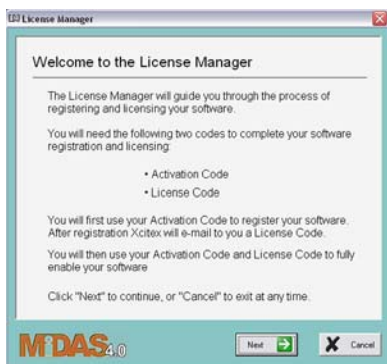 License Manager
Welcome to the License Manager
The License Manager will guide you through the process of
registering and licensing your software.
You will need the following two codes to complete your software
registration and licensing:
• Activation Code
• License Code
You will first use your Activation Code to register your software.
After registration Xcitex will e-mail to you a License Code.
You will then use your Activation Code and License Code to fully
enable your software
Click "Next" to continue, or "Cancel" to exit at any time.
MiDAS 4.0
Next
Cancel